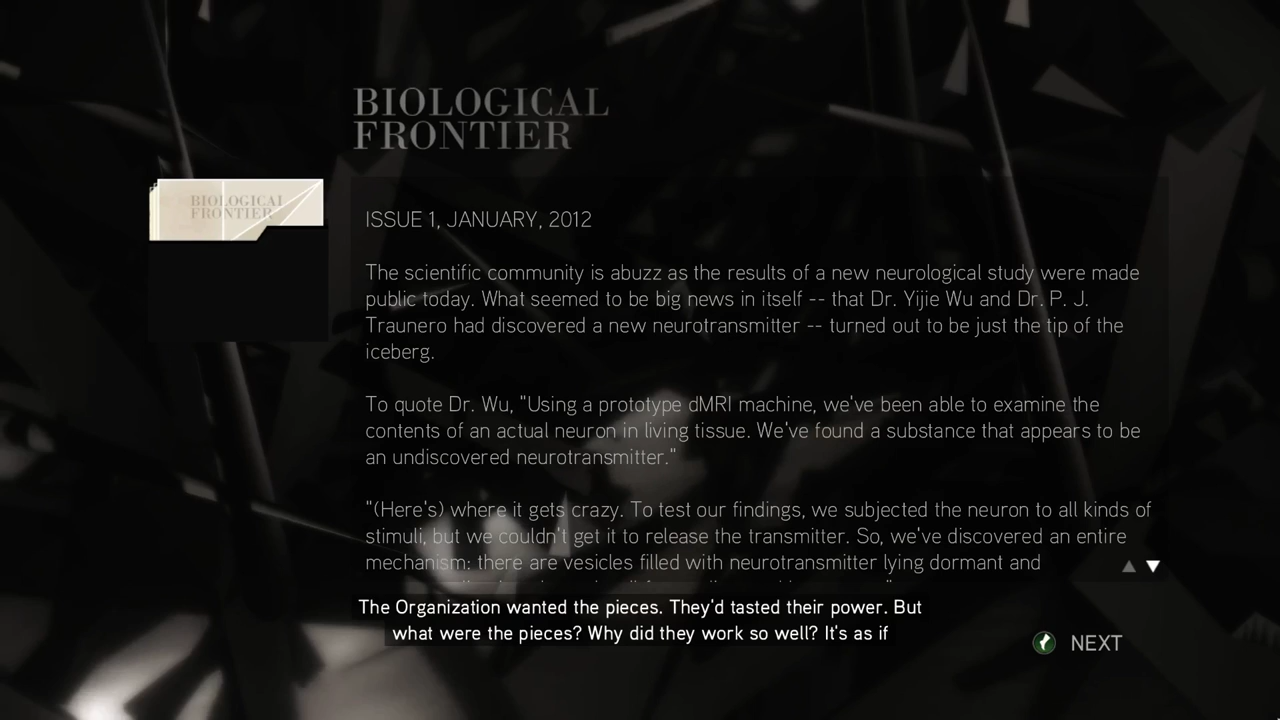 BIOLOGICAL
FRONTIER
BIOLOGICAL
FRONTIER
ISSUE 1, JANUARY, 2012
The scientific community is abuzz as the results of a new neurological study were made
public today. What seemed to be big news in itself -- that Dr. Yijie Wu and Dr. P. J.
Traunero had discovered a new neurotransmitter -- turned out to be just the tip of the
iceberg.
To quote Dr. Wu, "Using a prototype dMRI machine, we've been able to examine the
contents of an actual neuron in living tissue. We've found a substance that appears to be
an undiscovered neurotransmitter."
"(Here's) where it gets crazy. To test our findings, we subjected the neuron to all kinds of
stimuli, but we couldn't get it to release the transmitter. So, we've discovered an entire
mechanism: there are vesicles filled with neurotransmitter lying dormant and
The Organization wanted the pieces. They'd tasted their power. But
what were the pieces? Why did they work so well? It's as if
NEXT